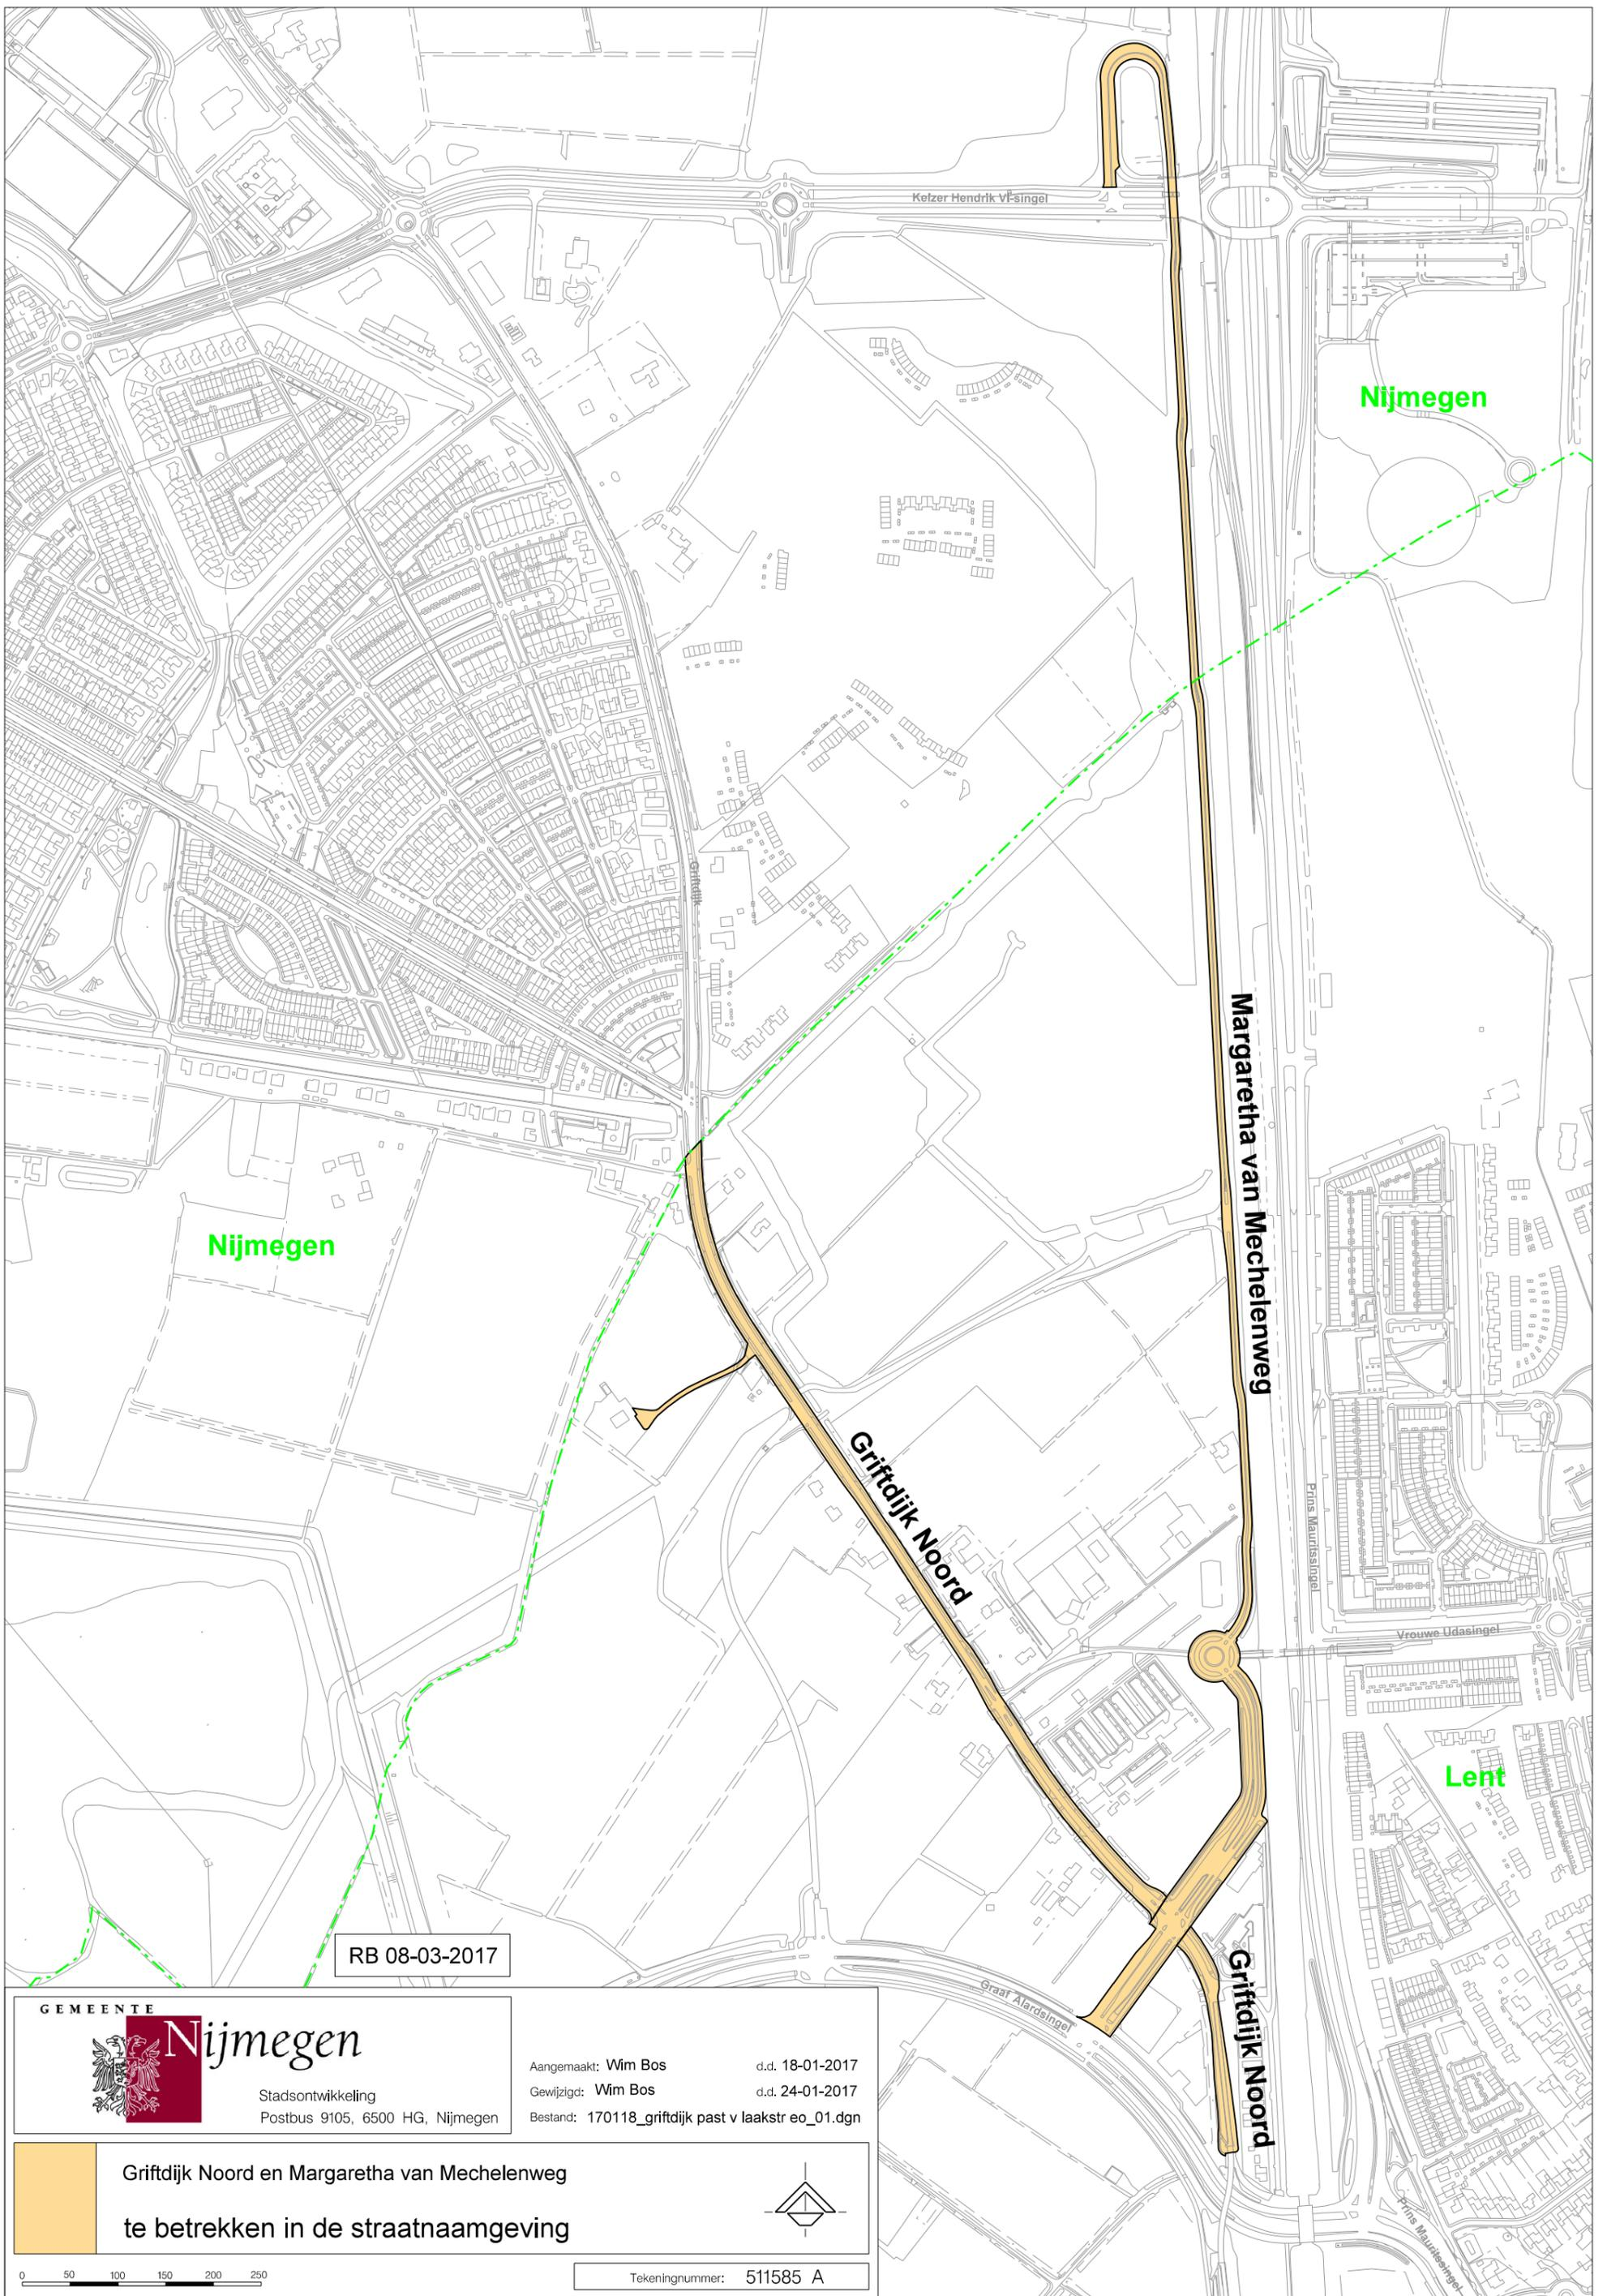 Keizer Hendrik VI-singel
Nijmegen
Griftdijk
Margaretha van Mechelenweg
Nijmegen
Griftdijk Noord
Prins Mauritssingel
Vrouwe Udasingel
Lent
RB 08-03-2017
Graaf Alardsingel
Griftdijk Noord
Prins Mauritssingel
GEMEENTE
Nijmegen
Stadsontwikkeling
Postbus 9105, 6500 HG, Nijmegen
Aangemaakt: Wim Bos d.d. 18-01-2017
Gewijzigd: Wim Bos d.d. 24-01-2017
Bestand: 170118_griftdijk past v laakstr eo_01.dgn
Griftdijk Noord en Margaretha van Mechelenweg
te betrekken in de straatnaamgeving
0 50 100 150 200 250
Tekeningnummer: 511585 A